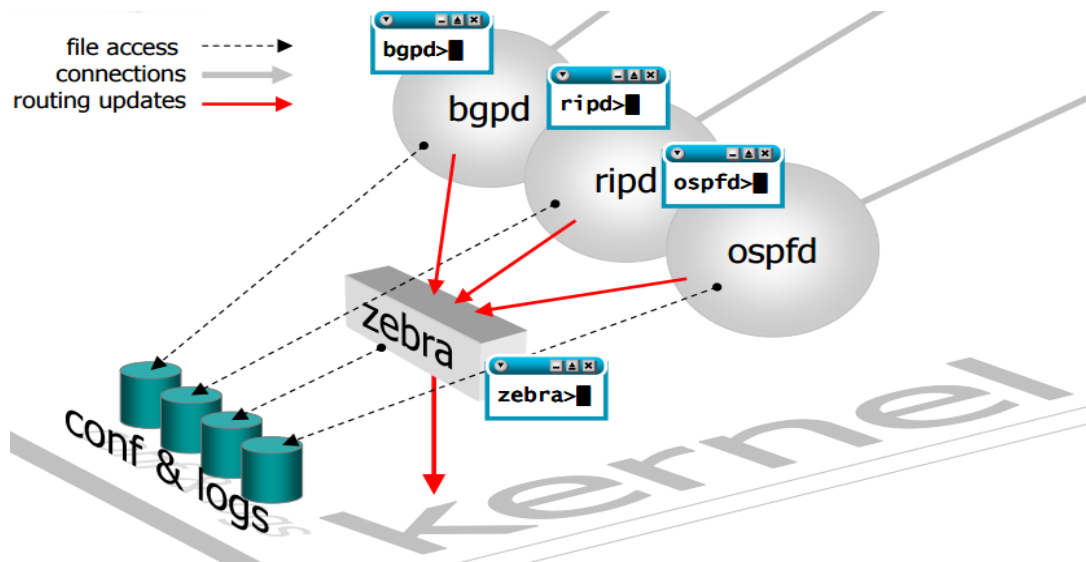 file access
connections
routing updates
bgpd>
bgpd
ripd>
ripd
ospfd>
ospfd
zebra
zebra>
conf & logs
kernel